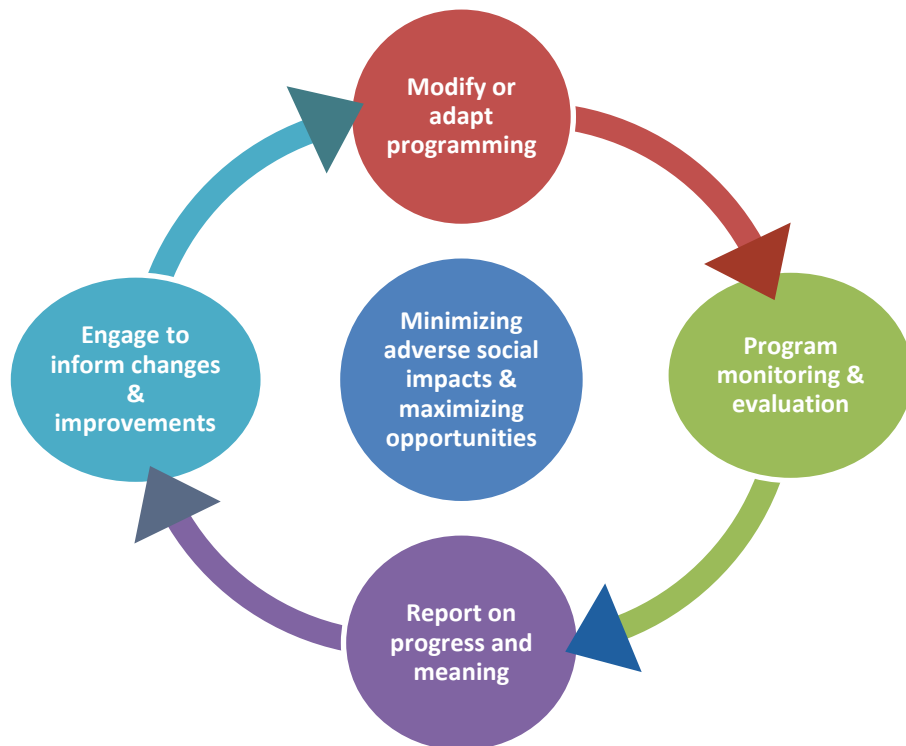 Modify or
adapt
programming
Engage to
inform changes
&
improvements
Minimizing
adverse social
impacts &
maximizing
opportunities
Program
monitoring &
evaluation
Report on
progress and
meaning